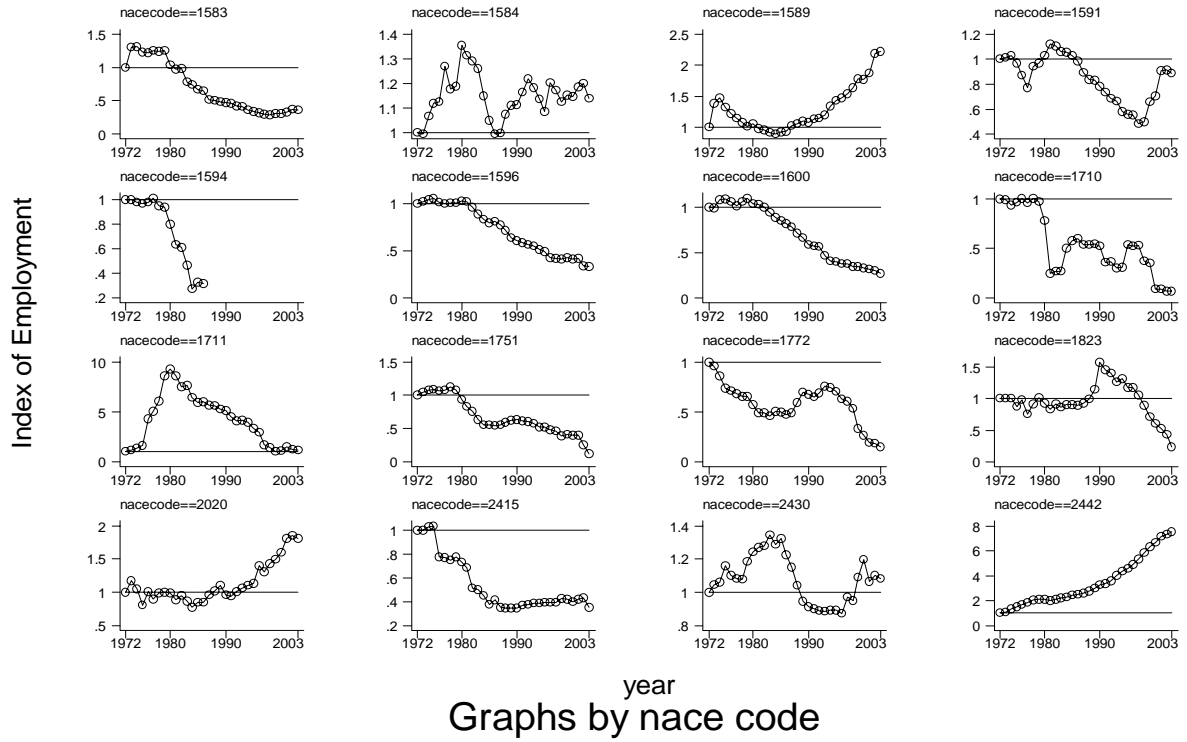 nacecode==1583 nacecode==1584 nacecode==1589 nacecode==1591
0 .5 1 1.5
1972 1980 1990 2003
1 1.1 1.2 1.3 1.4
1972 1980 1990 2003
1 1.5 2 2.5
1972 1980 1990 2003
.4 .6 .8 1 1.2
1972 1980 1990 2003
nacecode==1594 nacecode==1596 nacecode==1600 nacecode==1710
.2 .4 .6 .8 1
1972 1980 1990 2003
0 .5 1
1972 1980 1990 2003
0 .5 1
1972 1980 1990 2003
0 .5 1
1972 1980 1990 2003
nacecode==1711 nacecode==1751 nacecode==1772 nacecode==1823
0 5 10
1972 1980 1990 2003
0 .5 1 1.5
1972 1980 1990 2003
0 .5 1
1972 1980 1990 2003
0 .5 1 1.5
1972 1980 1990 2003
nacecode==2020 nacecode==2415 nacecode==2430 nacecode==2442
.5 1 1.5 2
1972 1980 1990 2003
.2 .4 .6 .8 1
1972 1980 1990 2003
.8 1 1.2 1.4
1972 1980 1990 2003
0 2 4 6 8
1972 1980 1990 2003
Index of Employment
year
Graphs by nace code